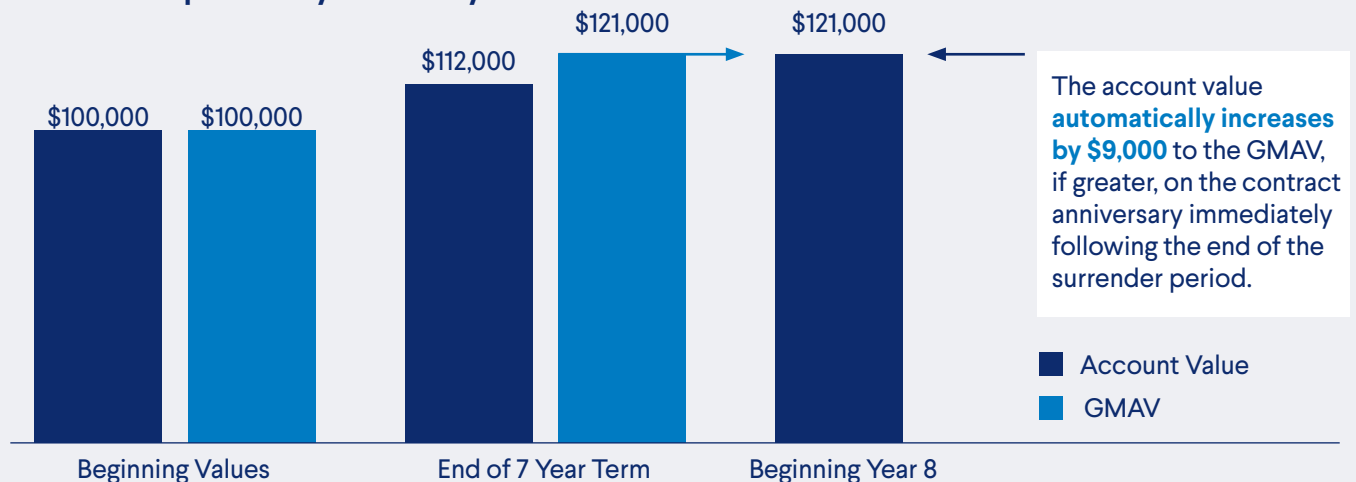 $121,000
$121,000
$112,000
$100,000
$100,000
The account value
automatically increases
by $9,000 to the GMAV,
if greater, on the contract
anniversary immediately
following the end of the
surrender period.
Account Value
GMAV
Beginning Values
End of 7 Year Term
Beginning Year 8